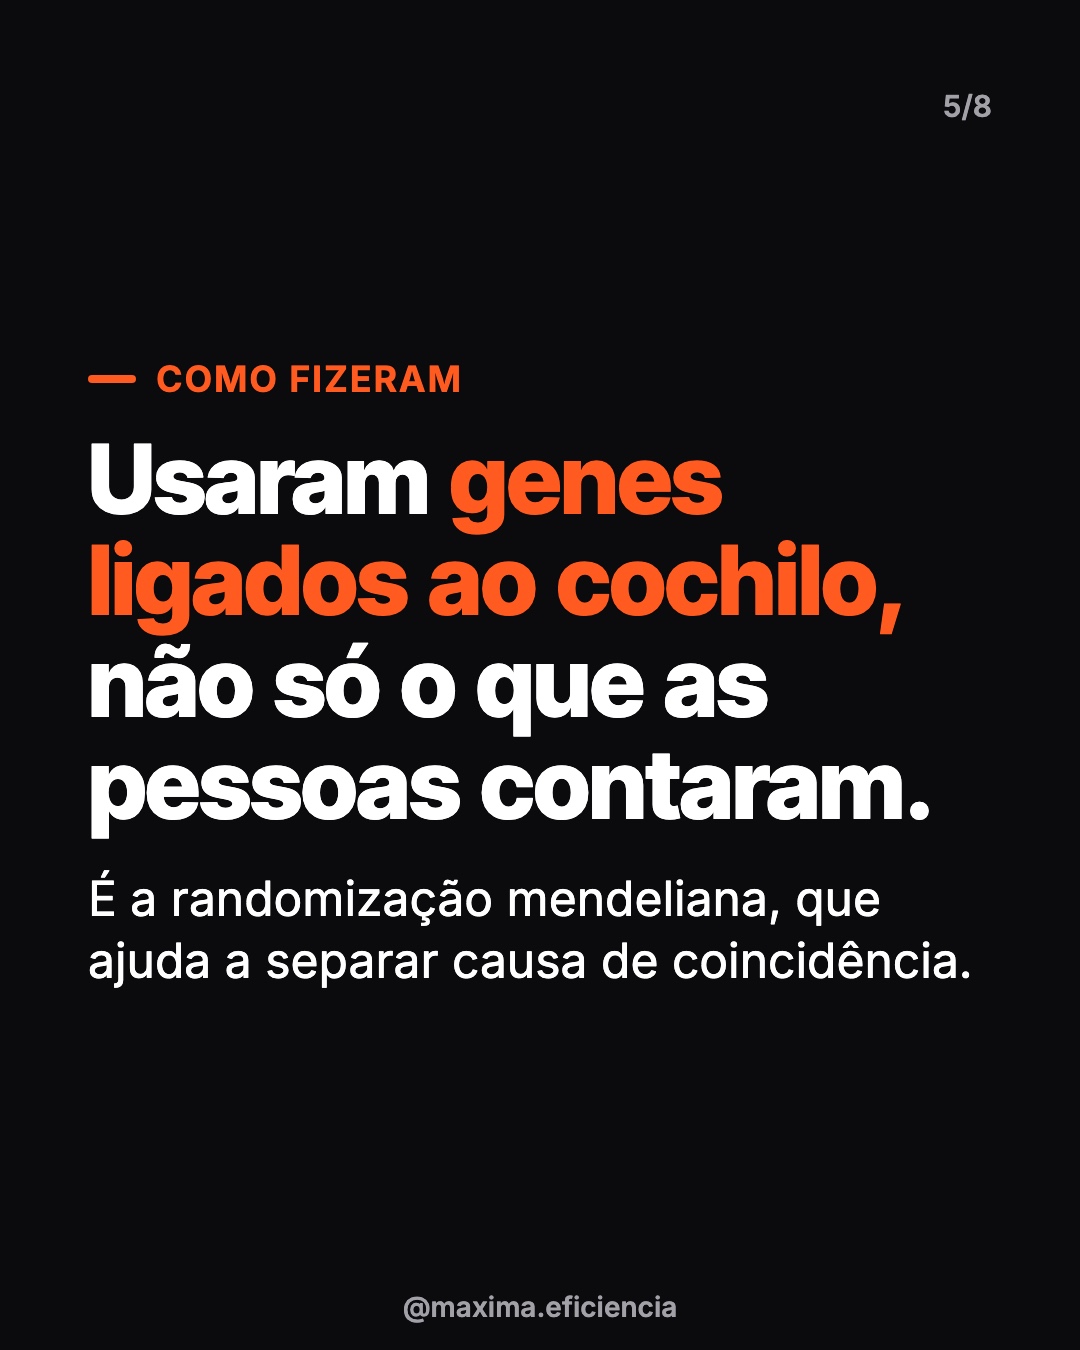 5/8
COMO FIZERAM
Usaram genes
ligados ao cochilo,
não só o que as
pessoas contaram.
É a randomização mendeliana, que
ajuda a separar causa de coincidência.
@maxima.eficiencia